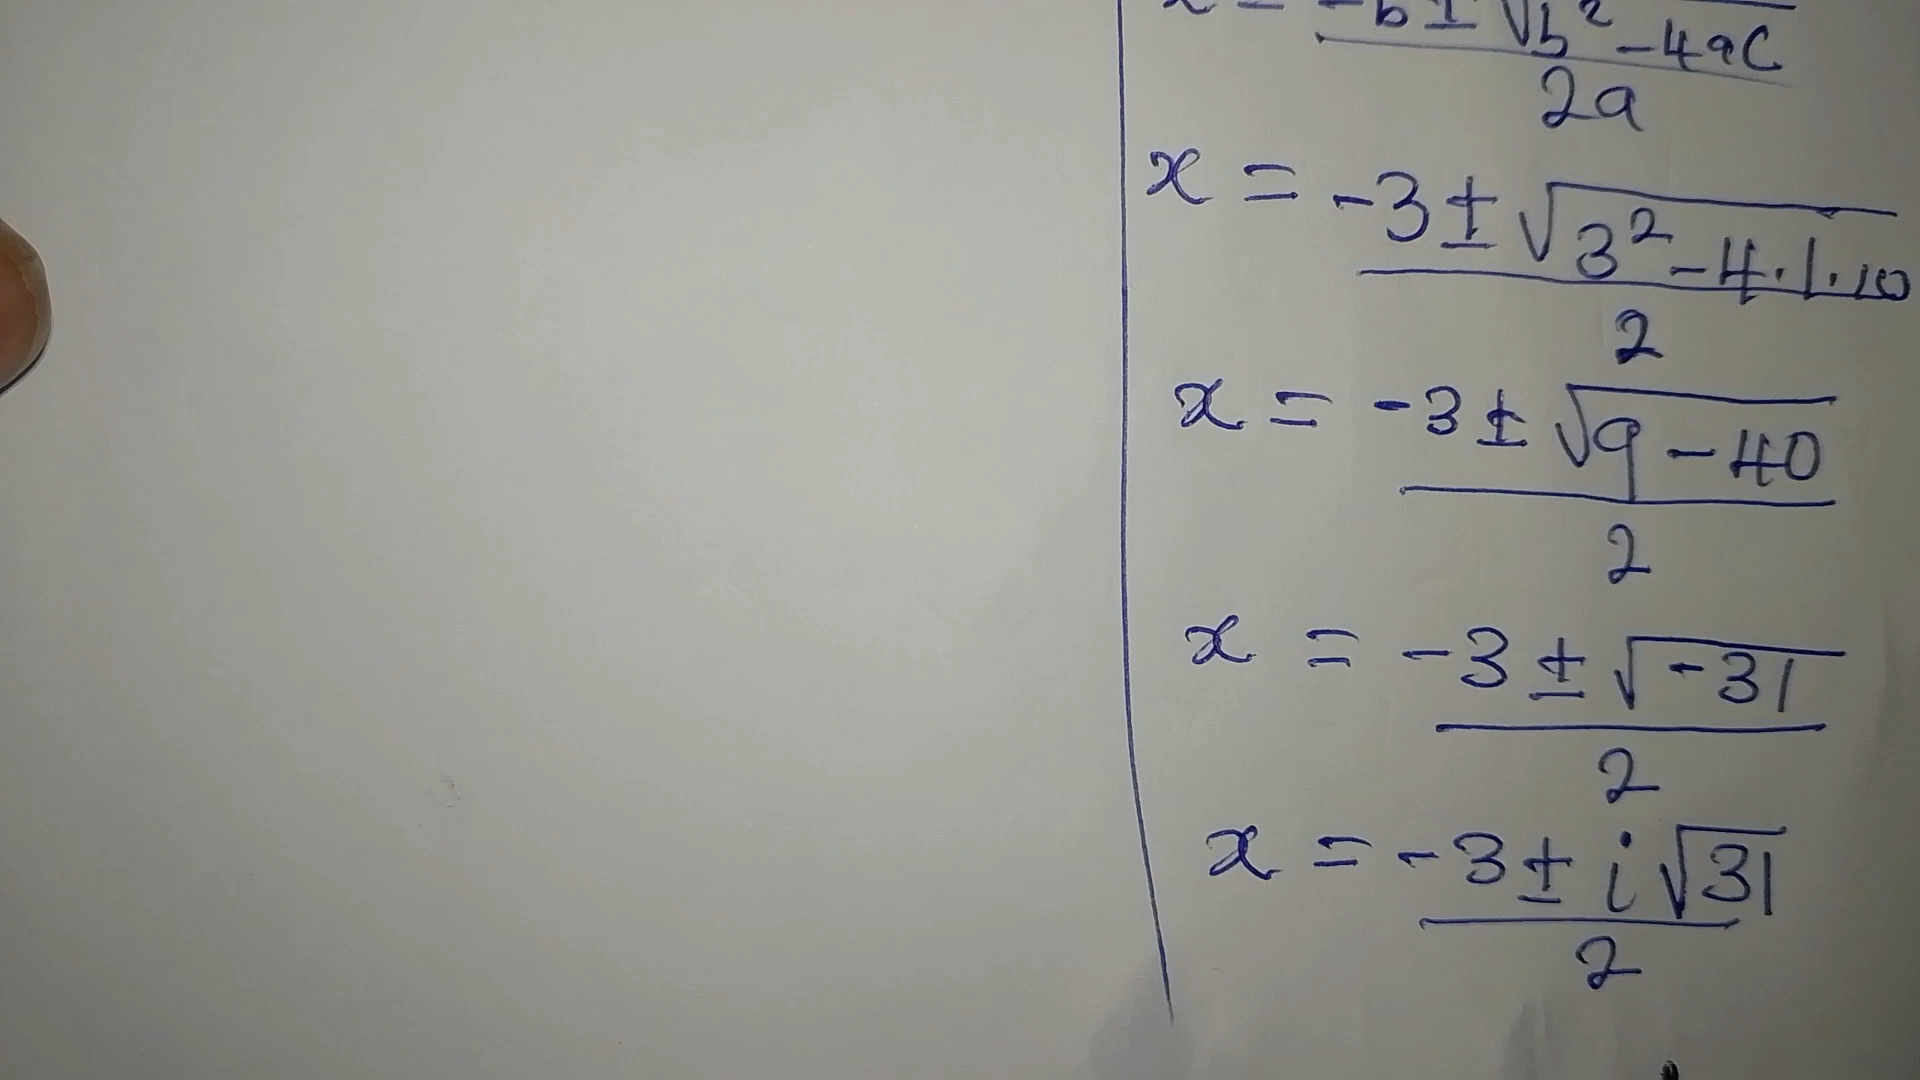 x = -b ± √b² - 4ac
2a
x = -3 ± √3² - 4·1·10
2
x = -3 ± √9 - 40
2
x = -3 ± √-31
2
x = -3 ± i√31
2